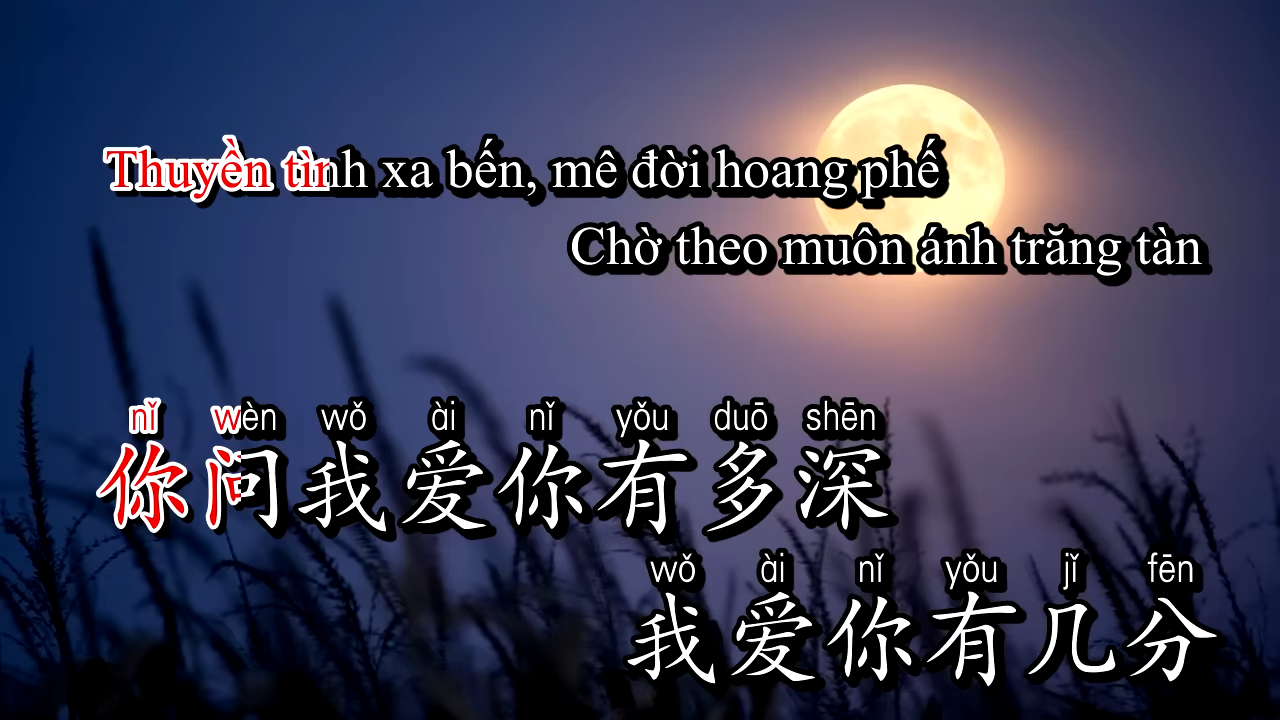 Thuyền tình xa bến, mê đời hoang phế
Chờ theo muôn ánh trăng tàn
nǐ wèn wǒ ài nǐ yǒu duō shēn
你问我爱你有多深
wǒ ài nǐ yǒu jǐ fēn
我爱你有几分